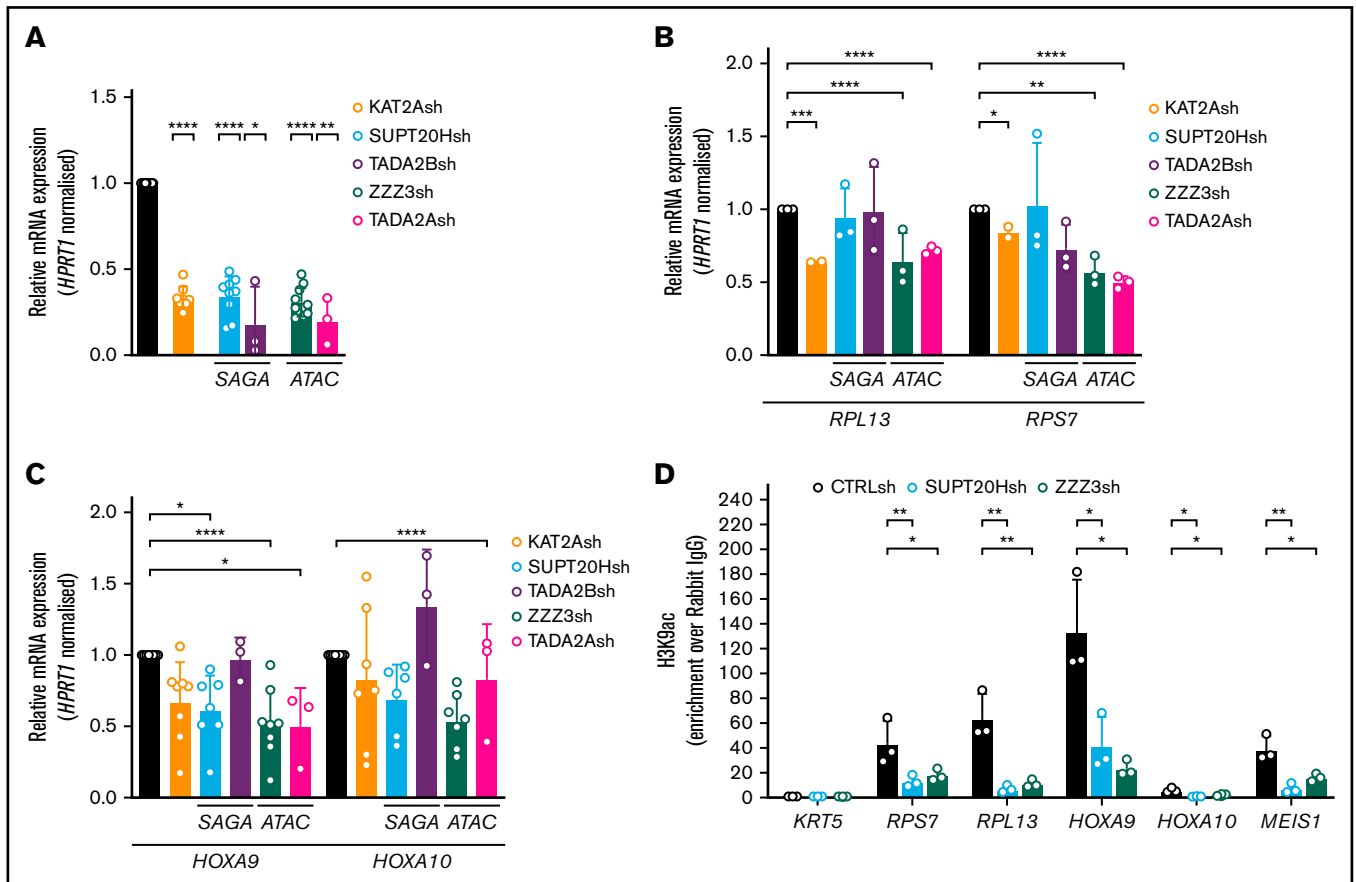 A
Relative mRNA expression
(HPRT1 normalised)
1.5
1.0
0.5
0.0
**** **** * **** **
KAT2Ash
SUPT20Hsh
TADA2Bsh
ZZZ3sh
TADA2Ash
SAGA ATAC
B
Relative mRNA expression
(HPRT1 normalised)
2.0
1.5
1.0
0.5
0.0
**** ****
**** **
*** *
KAT2Ash
SUPT20Hsh
TADA2Bsh
ZZZ3sh
TADA2Ash
SAGA ATAC SAGA ATAC
RPL13 RPS7
C
Relative mRNA expression
(HPRT1 normalised)
2.0
1.5
1.0
0.5
0.0
*
**** ****
*
KAT2Ash
SUPT20Hsh
TADA2Bsh
ZZZ3sh
TADA2Ash
SAGA ATAC SAGA ATAC
HOXA9 HOXA10
D
H3K9ac
(enrichment over Rabbit IgG)
240
220
200
180
160
140
120
100
80
60
40
20
0
CTRLsh SUPT20Hsh ZZZ3sh
** ** * * **
* ** * * *
KRT5 RPS7 RPL13 HOXA9 HOXA10 MEIS1